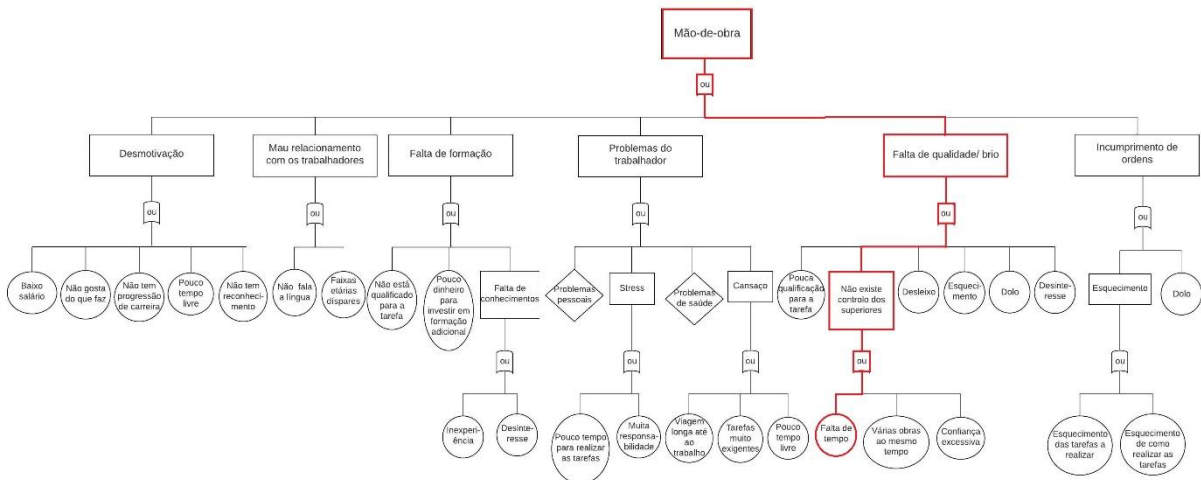 Mão-de-obra
ou
Desmotivação
Mau relacionamento
com os trabalhadores
Falta de formação
Problemas do
trabalhador
Falta de qualidade/ brio
Incumprimento de
ordens
ou
ou
ou
ou
ou
ou
Baixo
salário
Não gosta
do que faz
Não tem
progressão
de carreira
Pouco
tempo
livre
Não tem
reconheci-
mento
Não fala
a língua
Faixas
etárias
díspares
Não está
qualificado
para a
tarefa
Pouco
dinheiro
para
investir em
formação
adicional
Falta de
conhecimentos
Problemas
pessoais
Stress
Problemas
de saúde
Cansaço
Pouca
qualificação
para a
tarefa
Não existe
controlo dos
superiores
Desleixo
Esqueci-
mento
Dolo
Desinte-
resse
Esquecimento
Dolo
ou
ou
ou
ou
ou
Inexperi-
ência
Desinte-
resse
Pouco tempo
para realizar
as tarefas
Muita
responsa-
bilidade
Viagem
longa até
ao
trabalho
Tarefas
muito
exigentes
Pouco
tempo
livre
Falta de
tempo
Várias obras
ao mesmo
tempo
Confiança
excessiva
Esquecimento
das tarefas a
realizar
Esquecimento
de como
realizar as
tarefas